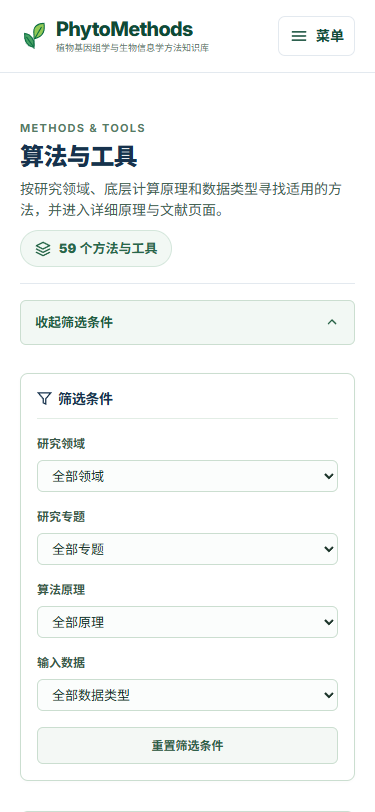 PhytoMethods
植物基因组学与生物信息学方法知识库
菜单
METHODS & TOOLS
算法与工具
按研究领域、底层计算原理和数据类型寻找适用的方
法，并进入详细原理与文献页面。
59 个方法与工具
收起筛选条件
筛选条件
研究领域
全部领域
研究专题
全部专题
算法原理
全部原理
输入数据
全部数据类型
重置筛选条件